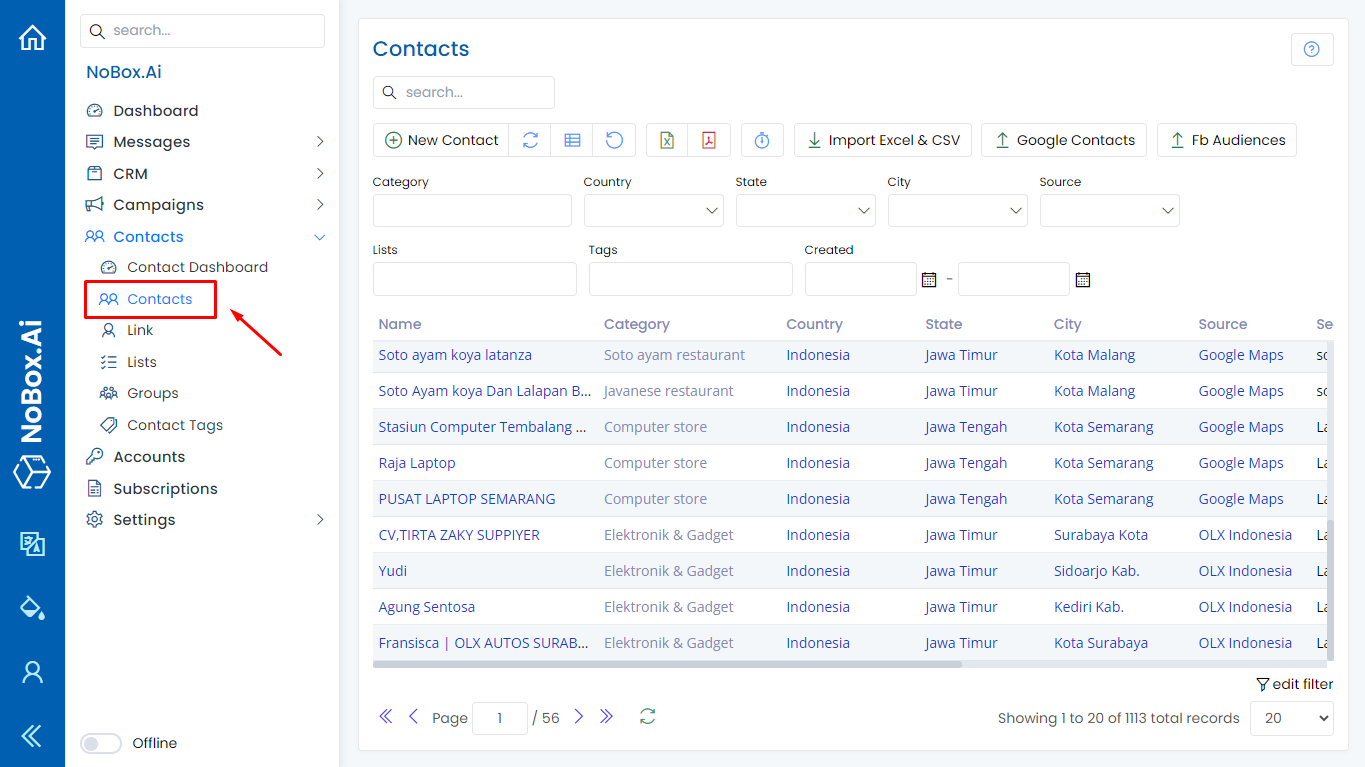 NoBox.Ai
search...
NoBox.Ai
Dashboard
Messages
CRM
Campaigns
Contacts
Contact Dashboard
Contacts
Link
Lists
Groups
Contact Tags
Accounts
Subscriptions
Settings
Offline
Contacts
search...
New Contact Import Excel & CSV Google Contacts Fb Audiences
Category Country State City Source
Lists Tags Created
-
Name Category Country State City Source Se
Soto ayam koya latanza Soto ayam restaurant Indonesia Jawa Timur Kota Malang Google Maps sc
Soto Ayam koya Dan Lalapan B... Javanese restaurant Indonesia Jawa Timur Kota Malang Google Maps sc
Stasiun Computer Tembalang ... Computer store Indonesia Jawa Tengah Kota Semarang Google Maps La
Raja Laptop Computer store Indonesia Jawa Tengah Kota Semarang Google Maps La
PUSAT LAPTOP SEMARANG Computer store Indonesia Jawa Tengah Kota Semarang Google Maps La
CV,TIRTA ZAKY SUPPIYER Elektronik & Gadget Indonesia Jawa Timur Surabaya Kota OLX Indonesia La
Yudi Elektronik & Gadget Indonesia Jawa Timur Sidoarjo Kab. OLX Indonesia La
Agung Sentosa Elektronik & Gadget Indonesia Jawa Timur Kediri Kab. OLX Indonesia La
Fransisca | OLX AUTOS SURAB... Elektronik & Gadget Indonesia Jawa Timur Kota Surabaya OLX Indonesia La
edit filter
Page 1 / 56 Showing 1 to 20 of 1113 total records 20